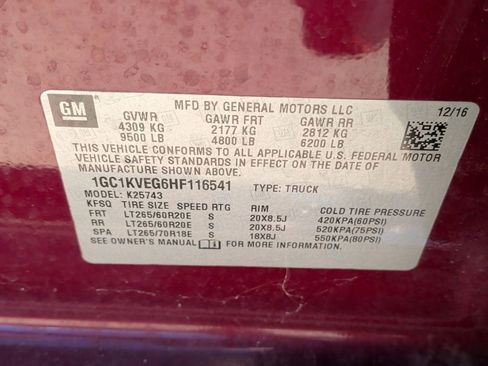 GM
MFD BY GENERAL MOTORS LLC 12/16
GVWR GAWR FRT GAWR RR
4309 KG 2177 KG 2812 KG
9500 LB 4800 LB 6200 LB
THIS VEHICLE CONFORMS TO ALL APPLICABLE U.S. FEDERAL MOTOR
VEHICLE SAFETY STANDARDS IN EFFECT ON THE DATE OF
MANUFACTURE SHOWN ABOVE.
1GC1KVEG6HF116541 TYPE: TRUCK
MODEL: K25743
KFSQ TIRE SIZE SPEED RTG RIM COLD TIRE PRESSURE
FRT LT265/60R20E S 20X8.5J 420KPA(60PSI)
RR LT265/60R20E S 20X8.5J 520KPA(75PSI)
SPA LT265/70R18E S 18X8J 550KPA(80PSI)
SEE OWNER'S MANUAL FOR MORE INFORMATION.